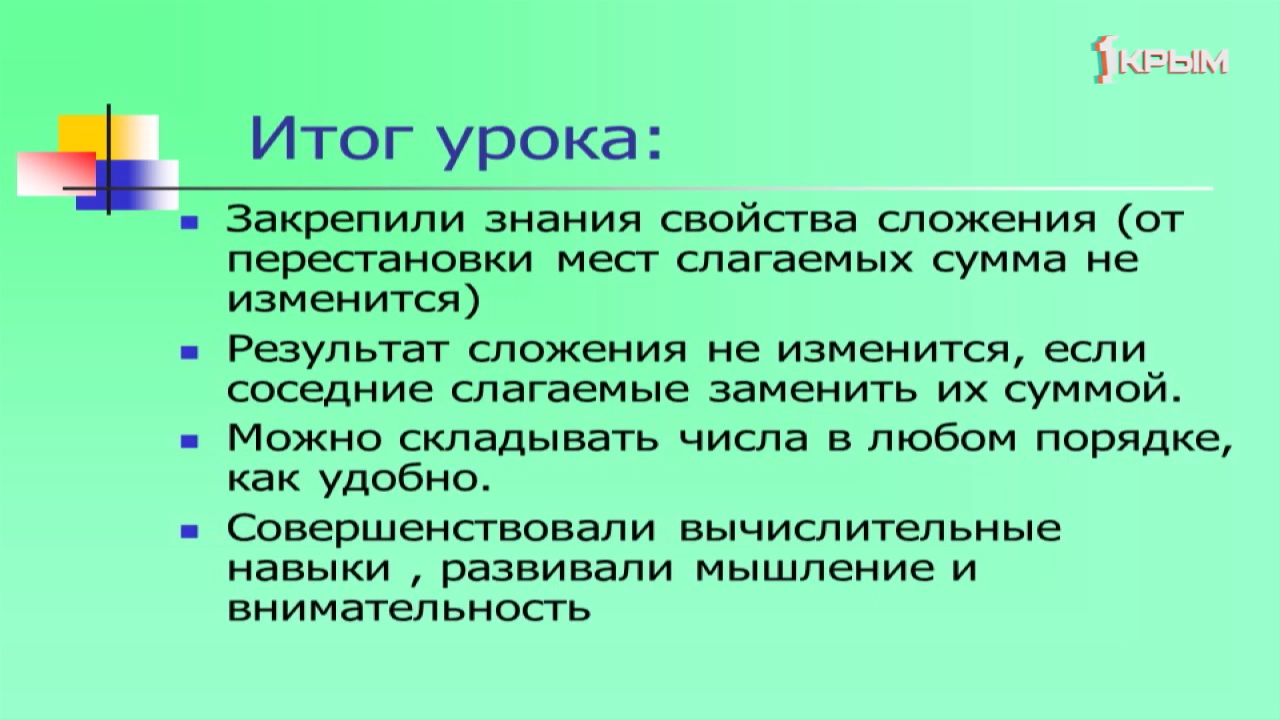 1КРЫМ
Итог урока:
Закрепили знания свойства сложения (от
перестановки мест слагаемых сумма не
изменится)
Результат сложения не изменится, если
соседние слагаемые заменить их суммой.
Можно складывать числа в любом порядке,
как удобно.
Совершенствовали вычислительные
навыки , развивали мышление и
внимательность